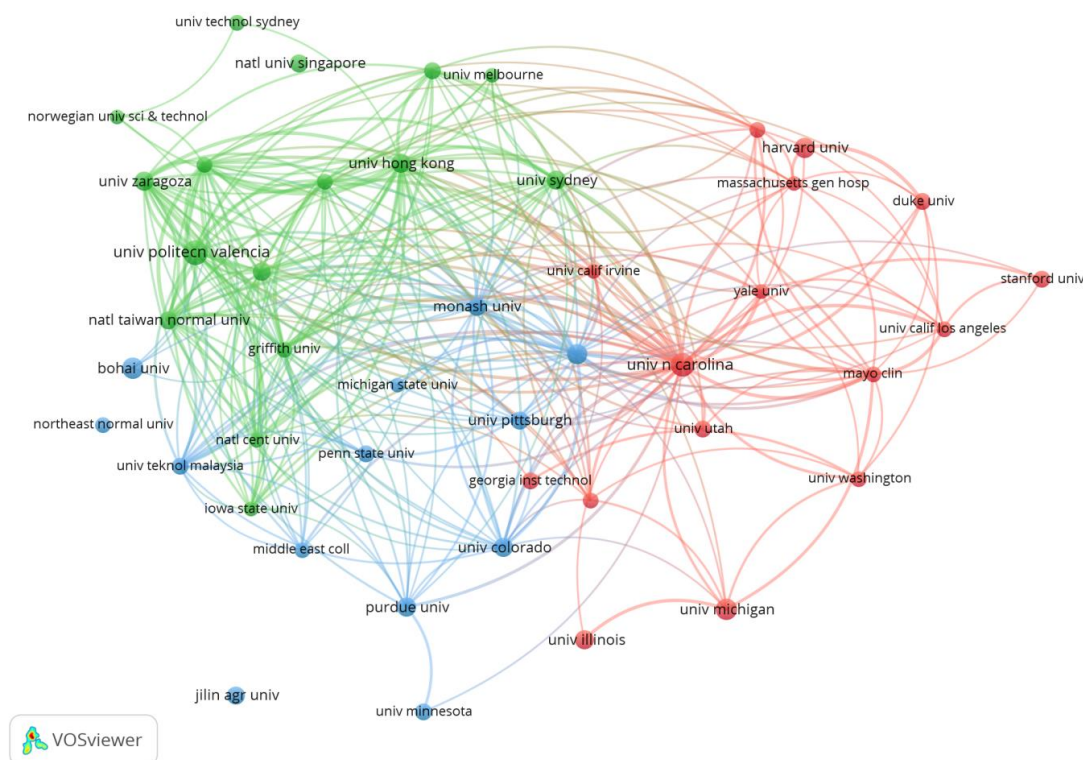 univ technol sydney
natl univ singapore
univ melbourne
norwegian univ sci & technol
harvard univ
univ hong kong
univ zaragoza
univ sydney
massachusetts gen hosp
duke univ
univ politecn valencia
univ calif irvine
stanford univ
yale univ
monash univ
natl taiwan normal univ
univ calif los angeles
griffith univ
univ n carolina
bohai univ
mayo clin
michigan state univ
univ pittsburgh
northeast normal univ
univ utah
natl cent univ
penn state univ
univ teknol malaysia
georgia inst technol
univ washington
iowa state univ
middle east coll
univ colorado
purdue univ
univ michigan
univ illinois
jilin agr univ
univ minnesota
VOSviewer